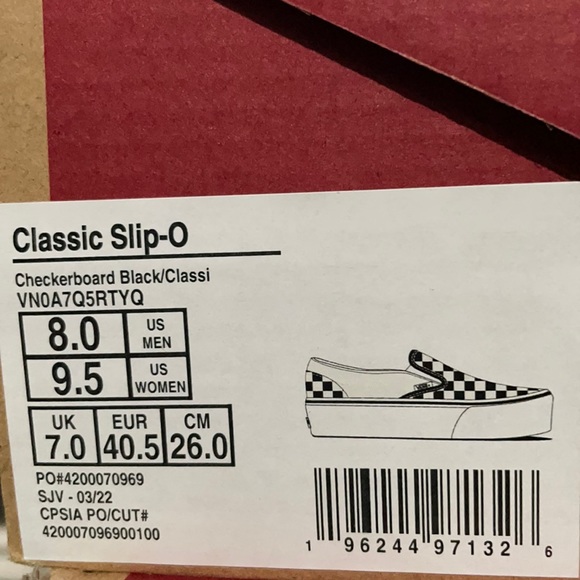 Classic Slip-O
Checkerboard Black/Classi
VN0A7Q5RTYQ
8.0 US MEN
9.5 US WOMEN
UK EUR CM
7.0 40.5 26.0
PO#4200070969
SJV - 03/22
CPSIA PO/CUT#
420007096900100
1 96244 97132 6